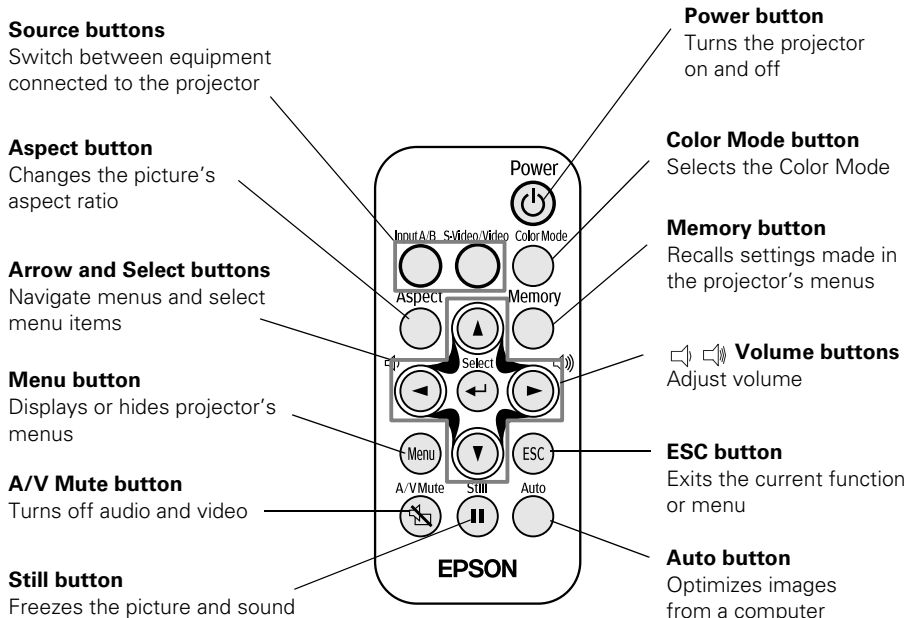 Source buttons
Switch between equipment
connected to the projector
Aspect button
Changes the picture's
aspect ratio
Arrow and Select buttons
Navigate menus and select
menu items
Menu button
Displays or hides projector's
menus
A/V Mute button
Turns off audio and video
Still button
Freezes the picture and sound
Power
Input A/B S-Video/Video Color Mode
Aspect Memory
Select
Menu ESC
A/V Mute Still Auto
EPSON
Power button
Turns the projector
on and off
Color Mode button
Selects the Color Mode
Memory button
Recalls settings made in
the projector's menus
Volume buttons
Adjust volume
ESC button
Exits the current function
or menu
Auto button
Optimizes images
from a computer